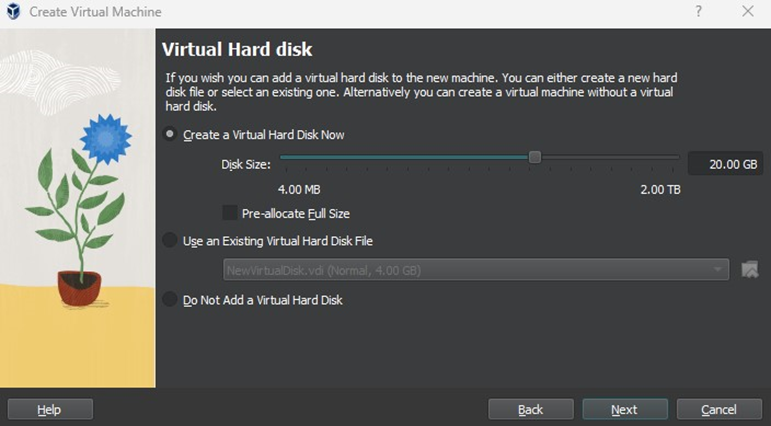 Create Virtual Machine
?
Virtual Hard disk
If you wish you can add a virtual hard disk to the new machine. You can either create a new hard
disk file or select an existing one. Alternatively you can create a virtual machine without a virtual
hard disk.
Create a Virtual Hard Disk Now
Disk Size:
20.00 GB
4.00 MB
2.00 TB
Pre-allocate Full Size
Use an Existing Virtual Hard Disk File
NewVirtualDisk.vdi (Normal, 4.00 GB)
Do Not Add a Virtual Hard Disk
Help
Back
Next
Cancel